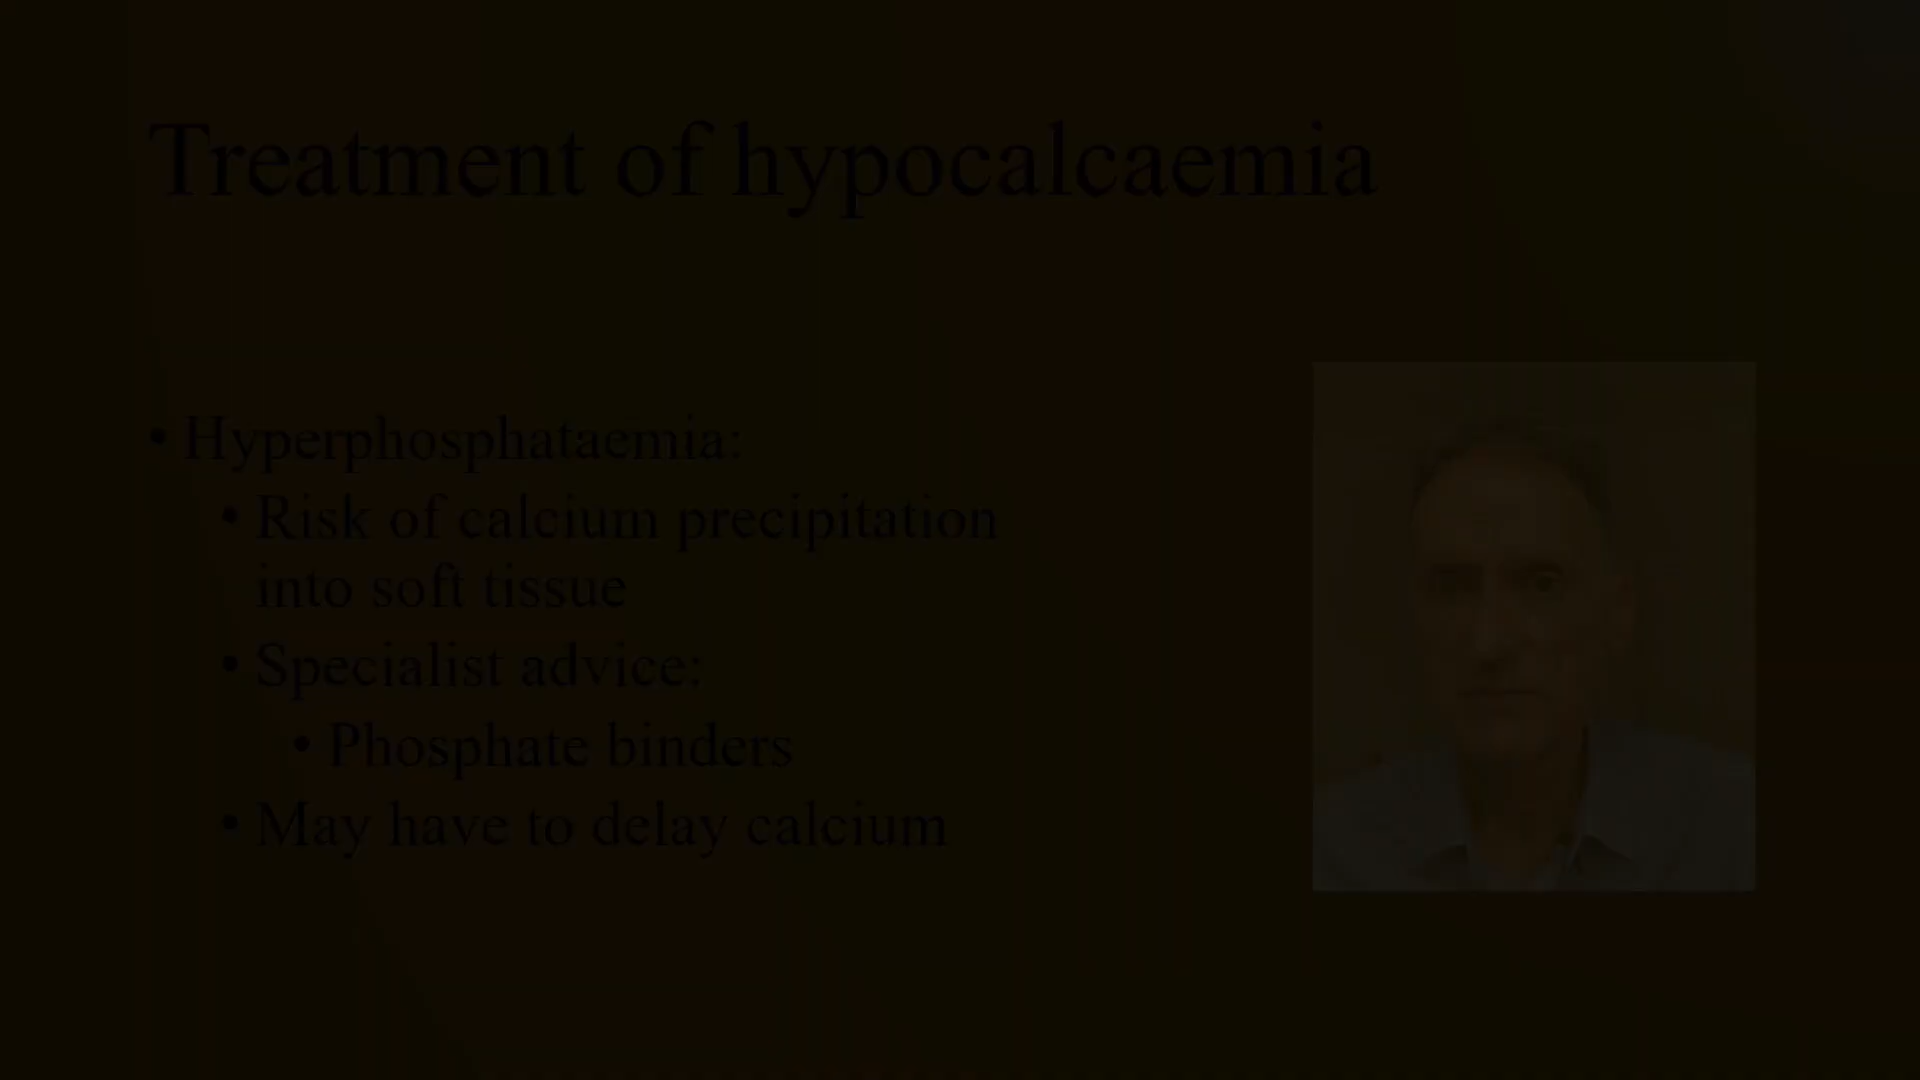 Treatment of hypocalcaemia
• Hyperphosphataemia:
• Risk of calcium precipitation
into soft tissue
• Specialist advice:
• Phosphate binders
• May have to delay calcium